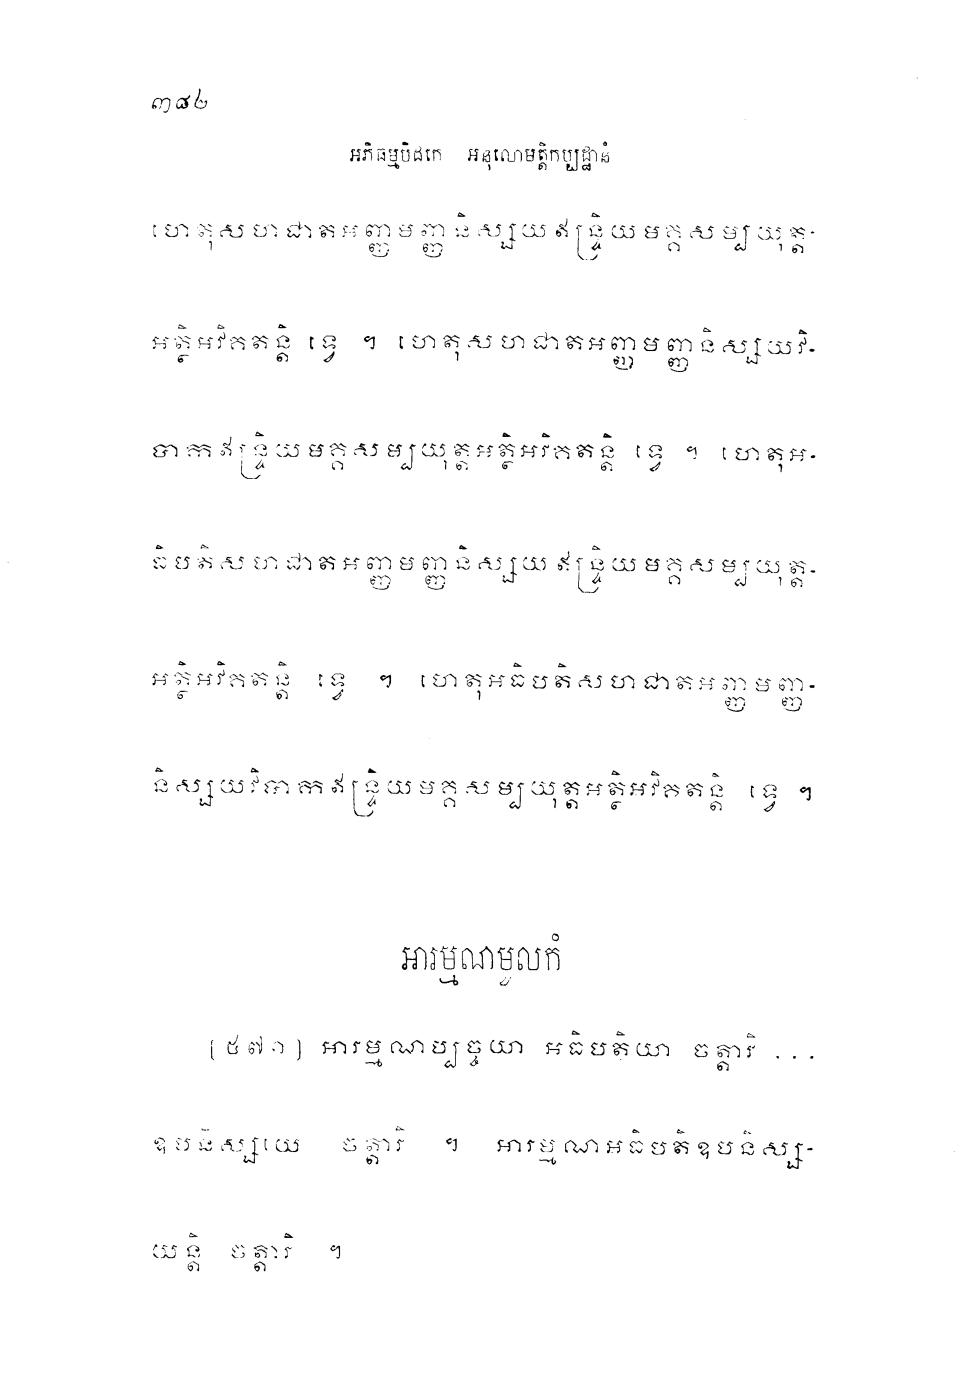 ៣៨២
អភិធម្មបិដកេ អនុលោមត្តិកប្បដ្ឋានំ
ហេតុសហជាតអញ្ញមញ្ញនិស្សយឥន្ទ្រិយមគ្គសម្បយុត្ត-
អត្ថិអវិគតន្តិ ទ្វេ ។ ហេតុសហជាតអញ្ញមញ្ញនិស្សយវិ-
បាកឥន្ទ្រិយមគ្គសម្បយុត្តអត្ថិអវិគតន្តិ ទ្វេ ។ ហេតុអ-
ធិបតិសហជាតអញ្ញមញ្ញនិស្សយឥន្ទ្រិយមគ្គសម្បយុត្ត-
អត្ថិអវិគតន្តិ ទ្វេ ។ ហេតុអធិបតិសហជាតអញ្ញមញ្ញ-
និស្សយវិបាកឥន្ទ្រិយមគ្គសម្បយុត្តអត្ថិអវិគតន្តិ ទ្វេ ។
អារម្មណមូលកំ
[៥៧១] អារម្មណប្បច្ចយា អធិបតិយា ចត្តារិ ...
ឧបនិស្សយេ ចត្តារិ ។ អារម្មណអធិបតិឧបនិស្ស-
យន្តិ ចត្តារិ ។